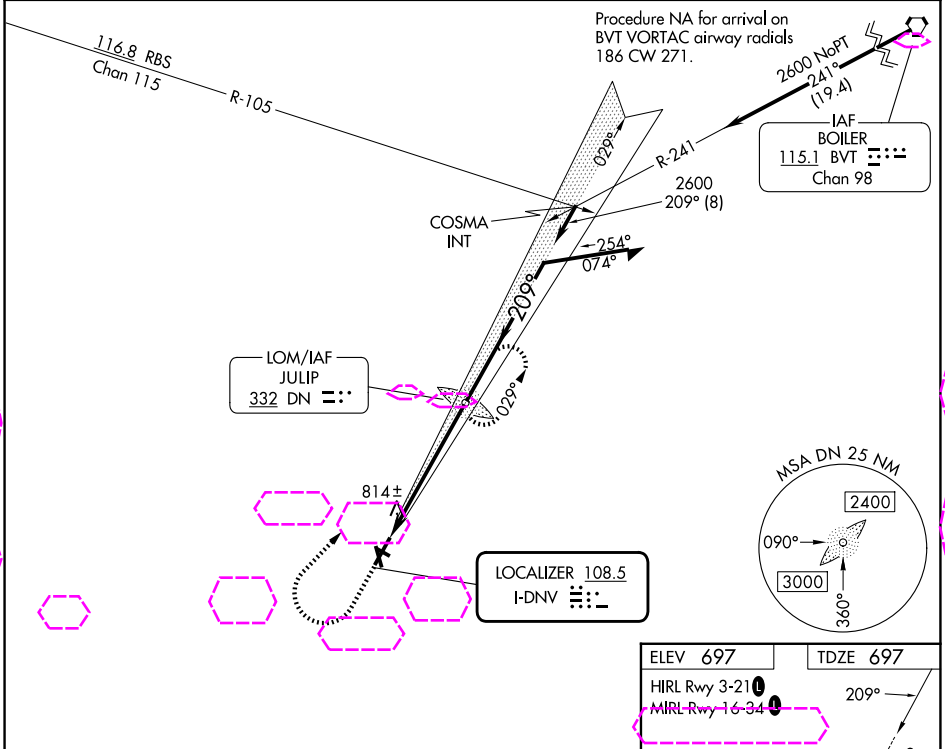 Procedure NA for arrival on
BVT VORTAC airway radials
186 CW 271.
116.8 RBS
Chan 115
R-105
2600 NoPT
241°
(19.4)
IAF
BOILER
115.1 BVT
Chan 98
R-241
029°
2600
209° (8)
COSMA
INT
254°
074°
209°
LOM/IAF
JULIP
332 DN
029°
814±
MSA DN 25 NM
2400
090°
3000
360°
LOCALIZER 108.5
I-DNV
ELEV 697
TDZE 697
HIRL Rwy 3-21 L
MIRL Rwy 16-34 L
209°